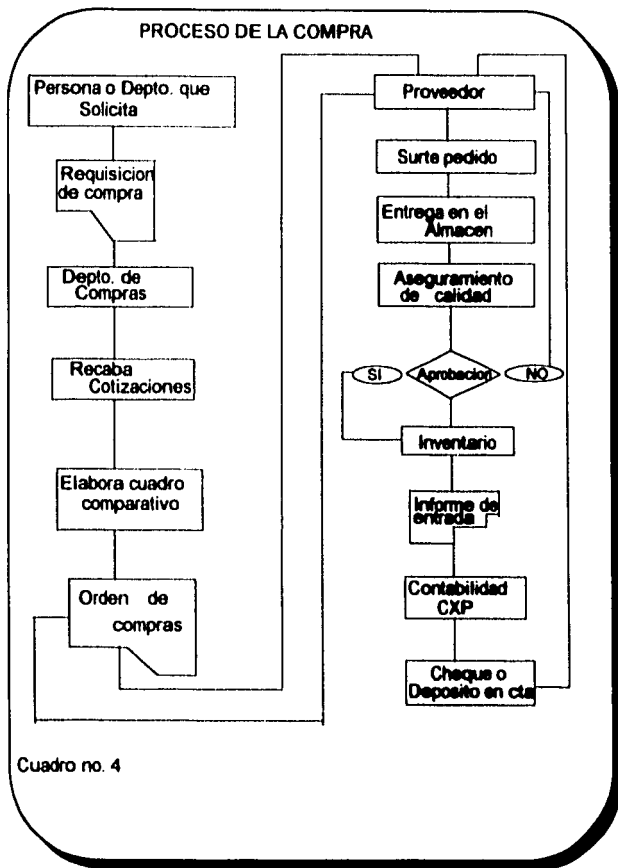 PROCESO DE LA COMPRA
Persona o Depto. que
Solicita
Requisicion
de compra
Depto. de
Compras
Recaba
Cotizaciones
Elabora cuadro
comparativo
Orden de
compras
Proveedor
Surte pedido
Entrega en el
Almacen
Aseguramiento
de calidad
SI
Aprobacion
NO
Inventario
Informe de
entrada
Contabilidad
CXP
Cheque o
Deposito en cta
Cuadro no. 4